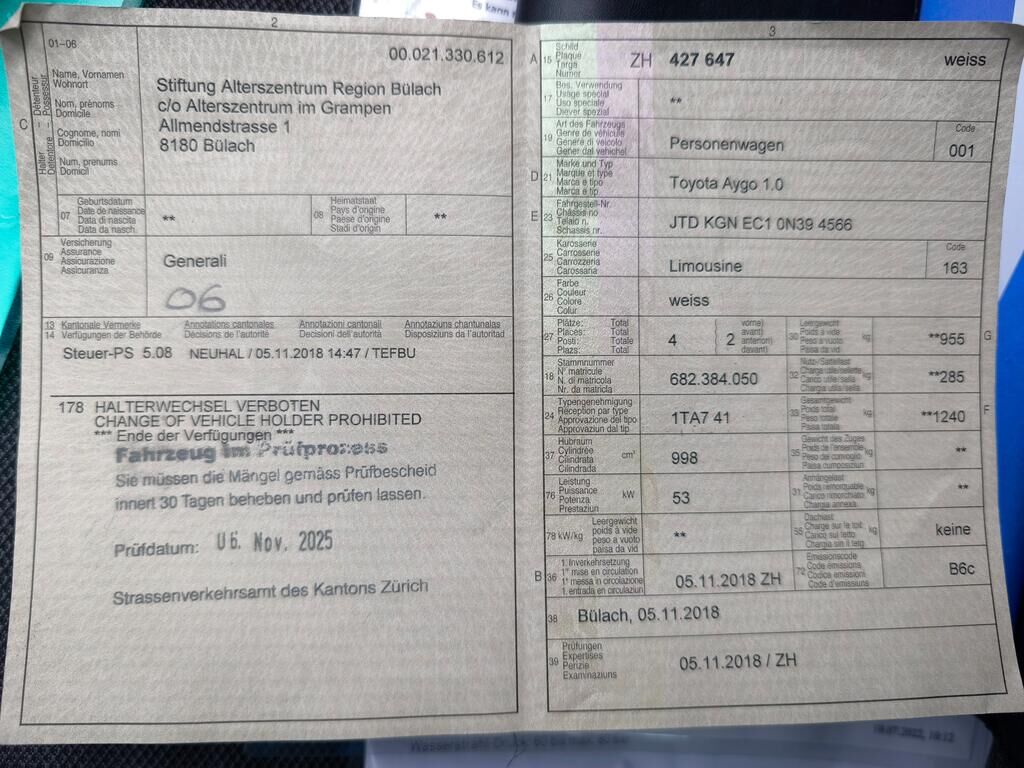 Es kann
2
01-06
00.021.330.612
C
Halter – Détenteur
Detentore – Possessur
Name, Vornamen
Wohnort
Nom, prénoms
Domicile
Cognome, nomi
Domicilio
Num, prenums
Domicil
Stiftung Alterszentrum Region Bülach
c/o Alterszentrum im Grampen
Allmendstrasse 1
8180 Bülach
07
Geburtsdatum
Date de naissance
Data di nascita
Data da nasch.
**
08
Heimatstaat
Pays d'origine
Paese d'origine
Stadi d'origin
**
09
Versicherung
Assurance
Assicurazione
Assicuranza
Generali
06
13 Kantonale Vermerke Annotations cantonales Annotazioni cantonali Annotaziuns chantunalas
14 Verfügungen der Behörde Décisions de l'autorité Decisioni dell'autorità Disposiziuns da l'autoritad
Steuer-PS 5.08 NEUHAL / 05.11.2018 14:47 / TEFBU
178 HALTERWECHSEL VERBOTEN
CHANGE OF VEHICLE HOLDER PROHIBITED
*** Ende der Verfügungen ***
Fahrzeug im Prüfprozess
Sie müssen die Mängel gemäss Prüfbescheid
innert 30 Tagen beheben und prüfen lassen.
Prüfdatum: 06. Nov. 2025
Strassenverkehrsamt des Kantons Zürich
3
A 15
Schild
Plaque
Targa
Numer
ZH 427 647 weiss
17
Bes. Verwendung
Usage spécial
Uso speciale
Diever spezial
**
19
Art des Fahrzeugs
Genre de véhicule
Genere di veicolo
Gener dal vehichel
Personenwagen
Code
001
D 21
Marke und Typ
Marque et type
Marca e tipo
Marca e tip
Toyota Aygo 1.0
E 23
Fahrgestell-Nr.
Châssis no
Telaio n.
Schassis nr.
JTD KGN EC1 0N39 4566
25
Karosserie
Carrosserie
Carrozzeria
Carossaria
Limousine
Code
163
26
Farbe
Couleur
Colore
Colur
weiss
27
Plätze: Total
Places: Total
Posti: Totale
Plazs: Total
4
2
vorne)
avant)
anteriori)
davant)
30
Leergewicht
Poids à vide
Peso a vuoto
Paisa da vid
kg
**955
G
18
Stammnummer
N° matricule
N. di matricola
Nr. da matricla
682.384.050
32
Nutz-/Sattellast
Charge utile/sellette
Carico utile/sella
Chargia utila/sella
kg
**285
24
Typengenehmigung
Réception par type
Approvazione del tipo
Approvaziun dal tip
1TA7 41
33
Gesamtgewicht
Poids total
Peso totale
Paisa totala
kg
**1240
F
37
Hubraum
Cylindrée
Cilindrata
Cilindrada
cm³
998
35
Gewicht des Zuges
Poids de l'ensemble
Peso del convoglio
Paisa cumposiziun
kg
**
76
Leistung
Puissance
Potenza
Prestaziun
kW
53
31
Anhängelast
Poids remorquable
Carico rimorchiato
Chargia annexa
kg
**
78 kW/kg
Leergewicht
poids à vide
peso a vuoto
paisa da vid
**
55
Dachlast
Charge sur le toit
Carico sul tetto
Chargia sin il tetg
kg
keine
B 36
1. Inverkehrsetzung
1re mise en circulation
1a messa in circolazione
1. entrada en circulaziun
05.11.2018 ZH
72
Emissionscode
Code émissions
Codice emissioni
Code d'emissiuns
B6c
38
Bülach, 05.11.2018
39
Prüfungen
Expertises
Perizie
Examinaziuns
05.11.2018 / ZH